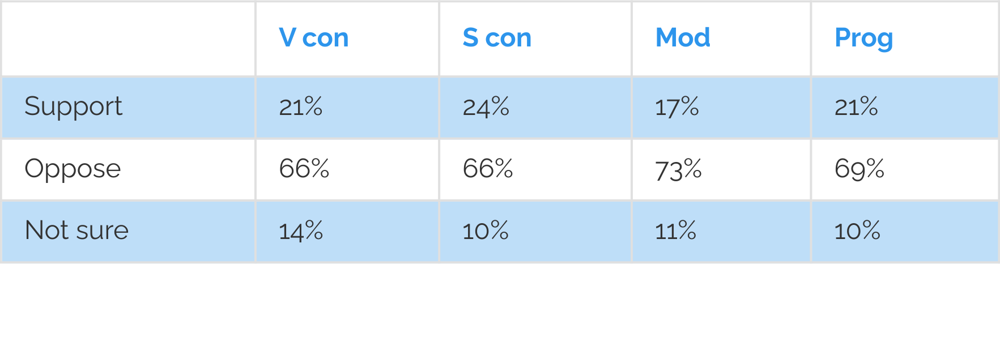 V con S con Mod Prog
Support 21% 24% 17% 21%
Oppose 66% 66% 73% 69%
Not sure 14% 10% 11% 10%